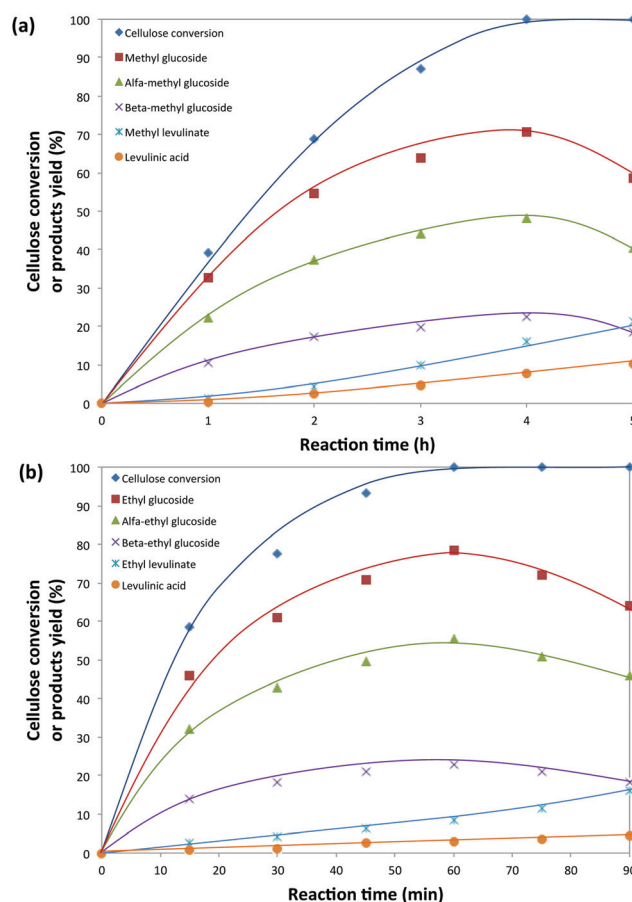 (a)
Cellulose conversion
or products yield (%)
100
90
80
70
60
50
40
30
20
10
0
Cellulose conversion
Methyl glucoside
Alfa-methyl glucoside
Beta-methyl glucoside
Methyl levulinate
Levulinic acid
0 1 2 3 4 5
Reaction time (h)
(b)
Cellulose conversion
or products yield (%)
100
90
80
70
60
50
40
30
20
10
0
Cellulose conversion
Ethyl glucoside
Alfa-ethyl glucoside
Beta-ethyl glucoside
Ethyl levulinate
Levulinic acid
0 10 20 30 40 50 60 70 80 90
Reaction time (min)